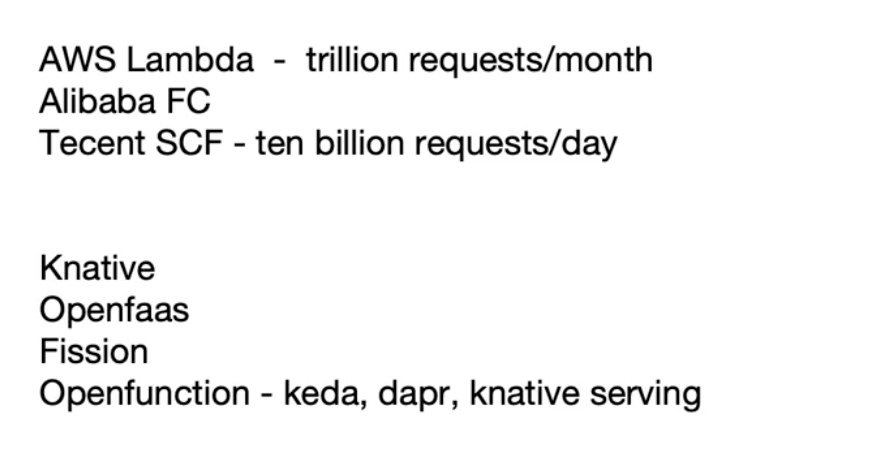 AWS Lambda  -  trillion requests/month
Alibaba FC
Tecent SCF - ten billion requests/day
Knative
Openfaas
Fission
Openfunction - keda, dapr, knative serving